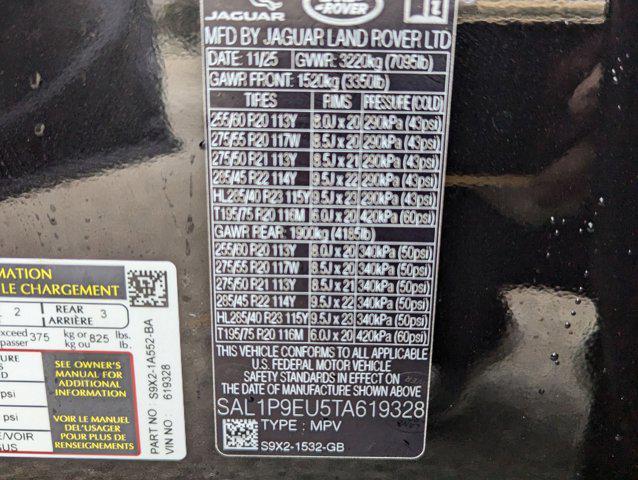 JAGUAR
ROVER
MFD BY JAGUAR LAND ROVER LTD
DATE: 11/25 GVWR: 3220kg (7095lb)
GAWR FRONT: 1520kg (3350lb)
TIRES RIMS PRESSURE (COLD)
255/60 R20 113Y 8.0J x 20 290kPa (43psi)
275/55 R20 117W 8.5J x 20 290kPa (43psi)
275/50 R21 113Y 8.5J x 21 290kPa (43psi)
285/45 R22 114Y 9.5J x 22 290kPa (43psi)
HL285/40 R23 115Y 9.5J x 23 290kPa (43psi)
T195/75 R20 116M 6.0J x 20 420kPa (60psi)
GAWR REAR: 1900kg (4185lb)
255/60 R20 113Y 8.0J x 20 340kPa (50psi)
275/55 R20 117W 8.5J x 20 340kPa (50psi)
275/50 R21 113Y 8.5J x 21 340kPa (50psi)
285/45 R22 114Y 9.5J x 22 340kPa (50psi)
HL285/40 R23 115Y 9.5J x 23 340kPa (50psi)
T195/75 R20 116M 6.0J x 20 420kPa (60psi)
THIS VEHICLE CONFORMS TO ALL APPLICABLE
U.S. FEDERAL MOTOR VEHICLE
SAFETY STANDARDS IN EFFECT ON
THE DATE OF MANUFACTURE SHOWN ABOVE
SAL1P9EU5TA619328
TYPE : MPV
S9X2-1532-GB
RMATION
LE CHARGEMENT
2 REAR 3
ARRIÈRE
exceed 375 kg or 825 lbs.
passer kg ou lb.
SURE
SEE OWNER'S
MANUAL FOR
ADDITIONAL
INFORMATION
psi
psi
VOIR LE MANUEL
DE L'USAGER
POUR PLUS DE
RENSEIGNEMENTS
E/VOIR
SUS
PART NO : S9X2-1A552-BA
VIN NO : 619328